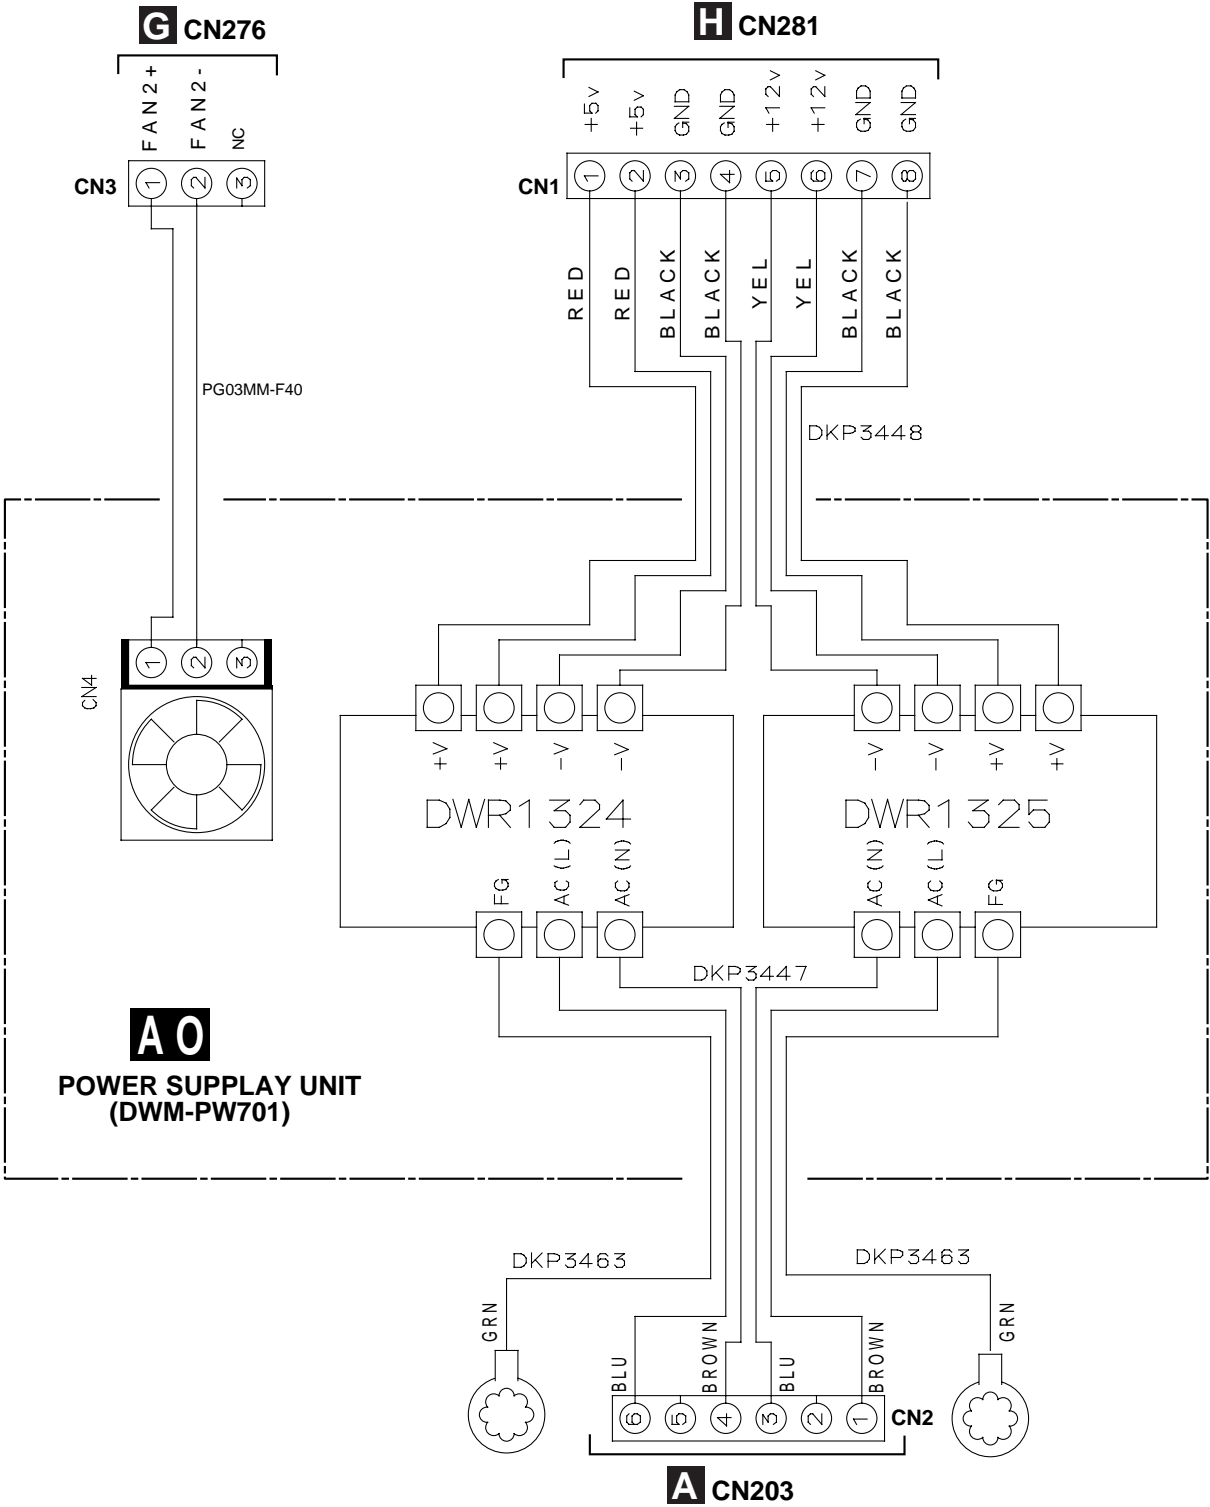 G CN276
H CN281
FAN2+
FAN2-
NC
+5v
+5v
GND
GND
+12v
+12v
GND
GND
CN3
1
2
3
CN1
1
2
3
4
5
6
7
8
RED
RED
BLACK
BLACK
YEL
YEL
BLACK
BLACK
PG03MM-F40
DKP3448
CN4
1
2
3
+V
+V
-V
-V
-V
-V
+V
+V
DWR1324
DWR1325
FG
AC(L)
AC(N)
AC(N)
AC(L)
FG
DKP3447
A0
POWER SUPPLAY UNIT
(DWM-PW701)
DKP3463
DKP3463
GRN
GRN
BLU
BROWN
BLU
BROWN
6
5
4
3
2
1
CN2
A CN203